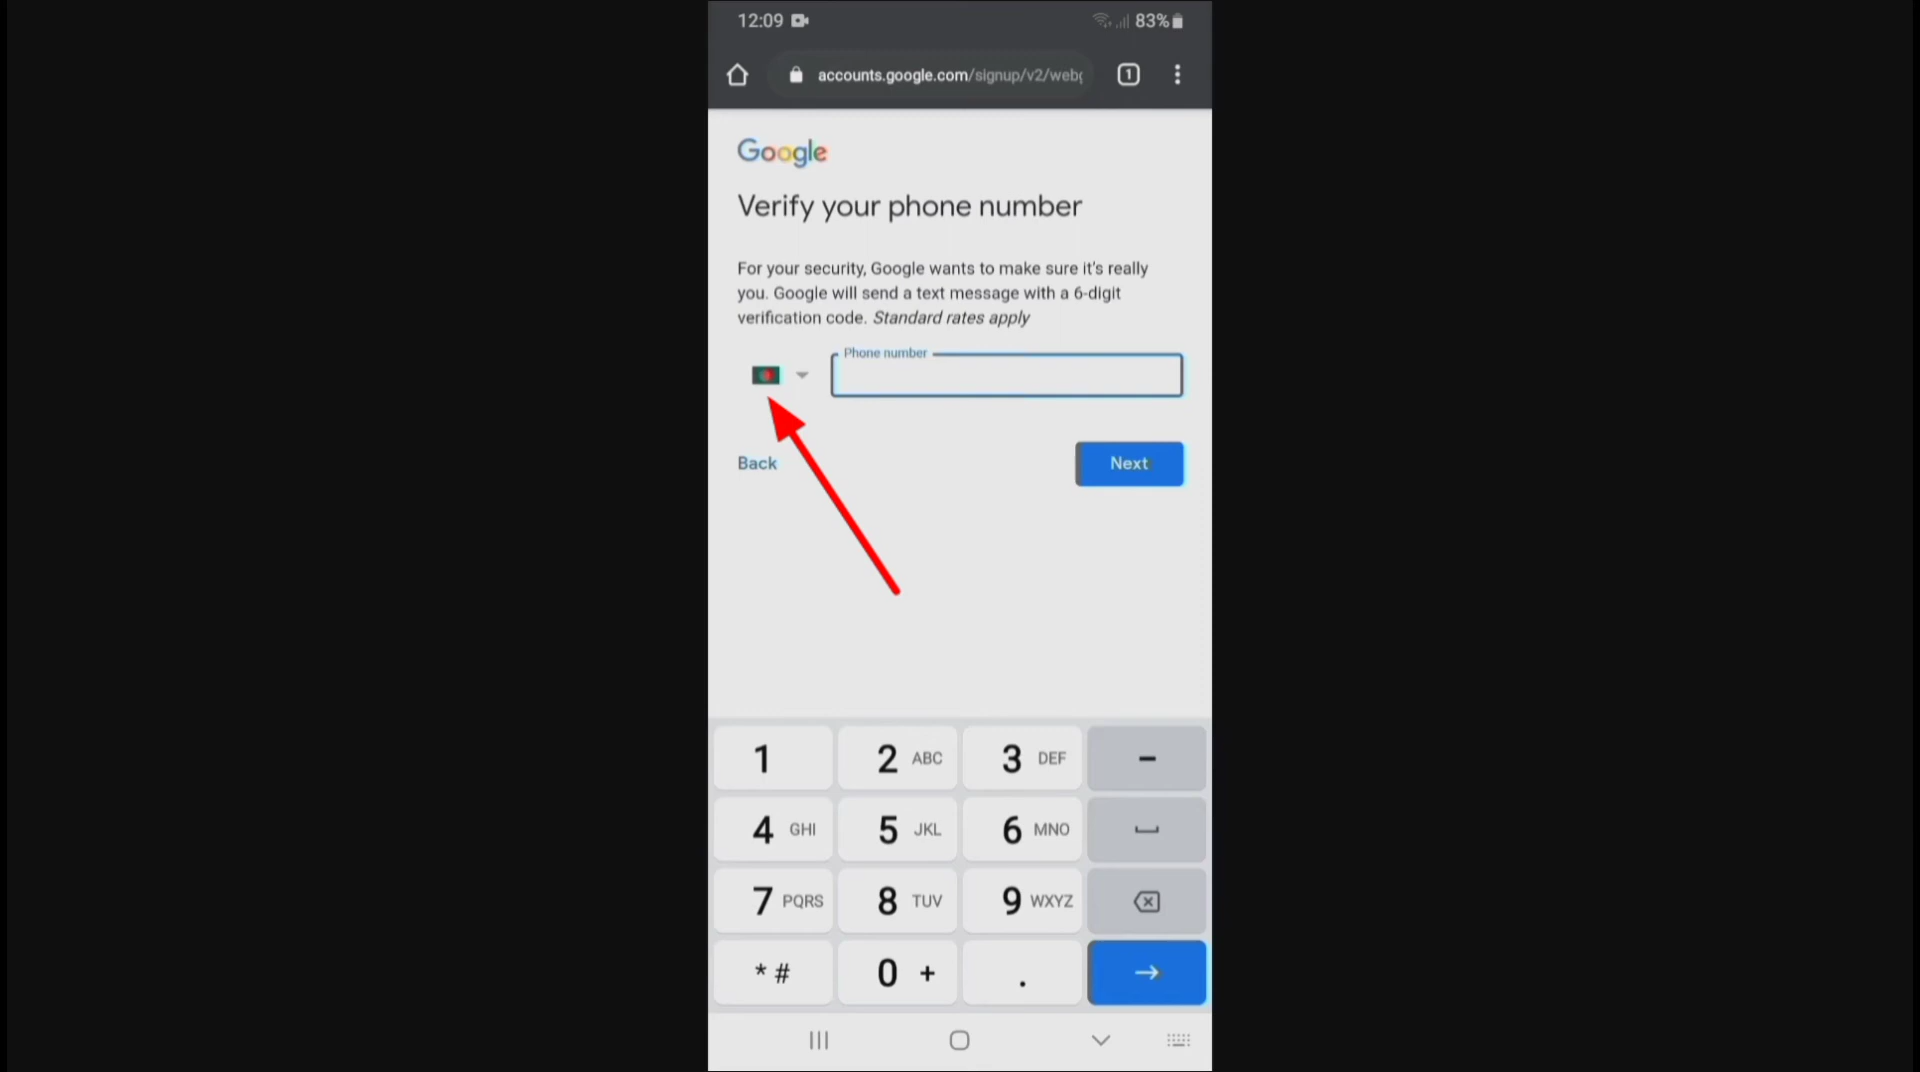 12:09
83%
accounts.google.com/signup/v2/web
1
Google
Verify your phone number
For your security, Google wants to make sure it's really
you. Google will send a text message with a 6-digit
verification code. Standard rates apply
Phone number
Back
Next
1
2 ABC
3 DEF
-
4 GHI
5 JKL
6 MNO
7 PQRS
8 TUV
9 WXYZ
* #
0 +
.